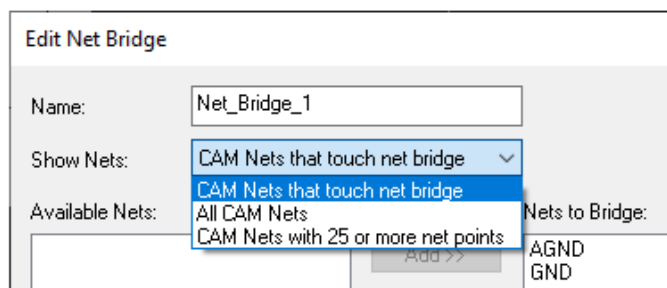 Edit Net Bridge
Name: Net_Bridge_1
Show Nets: CAM Nets that touch net bridge
CAM Nets that touch net bridge
All CAM Nets
CAM Nets with 25 or more net points
Available Nets: Nets to Bridge:
Add >>
AGND
GND